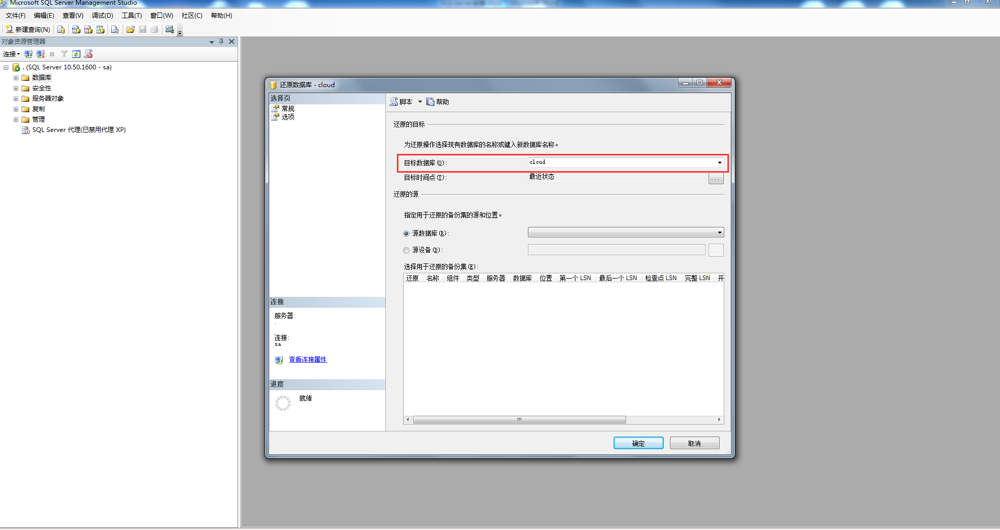 Microsoft SQL Server Management Studio
文件(F) 编辑(E) 查看(V) 调试(D) 工具(T) 窗口(W) 社区(C) 帮助(H)
新建查询(N)
对象资源管理器
连接
. (SQL Server 10.50.1600 - sa)
数据库
安全性
服务器对象
复制
管理
SQL Server 代理(已禁用代理 XP)
还原数据库 - cloud
选择页
常规
选项
脚本 帮助
还原的目标
为还原操作选择现有数据库的名称或键入新数据库名称。
目标数据库(O): cloud
目标时间点(T): 最近状态
...
还原的源
指定用于还原的备份集的源和位置。
源数据库(R):
源设备(D):
...
选择用于还原的备份集(E):
还原 名称 组件 类型 服务器 数据库 位置 第一个 LSN 最后一个 LSN 检查点 LSN 完整 LSN 开
连接
服务器:
.
连接:
sa
查看连接属性
进度
就绪
确定 取消